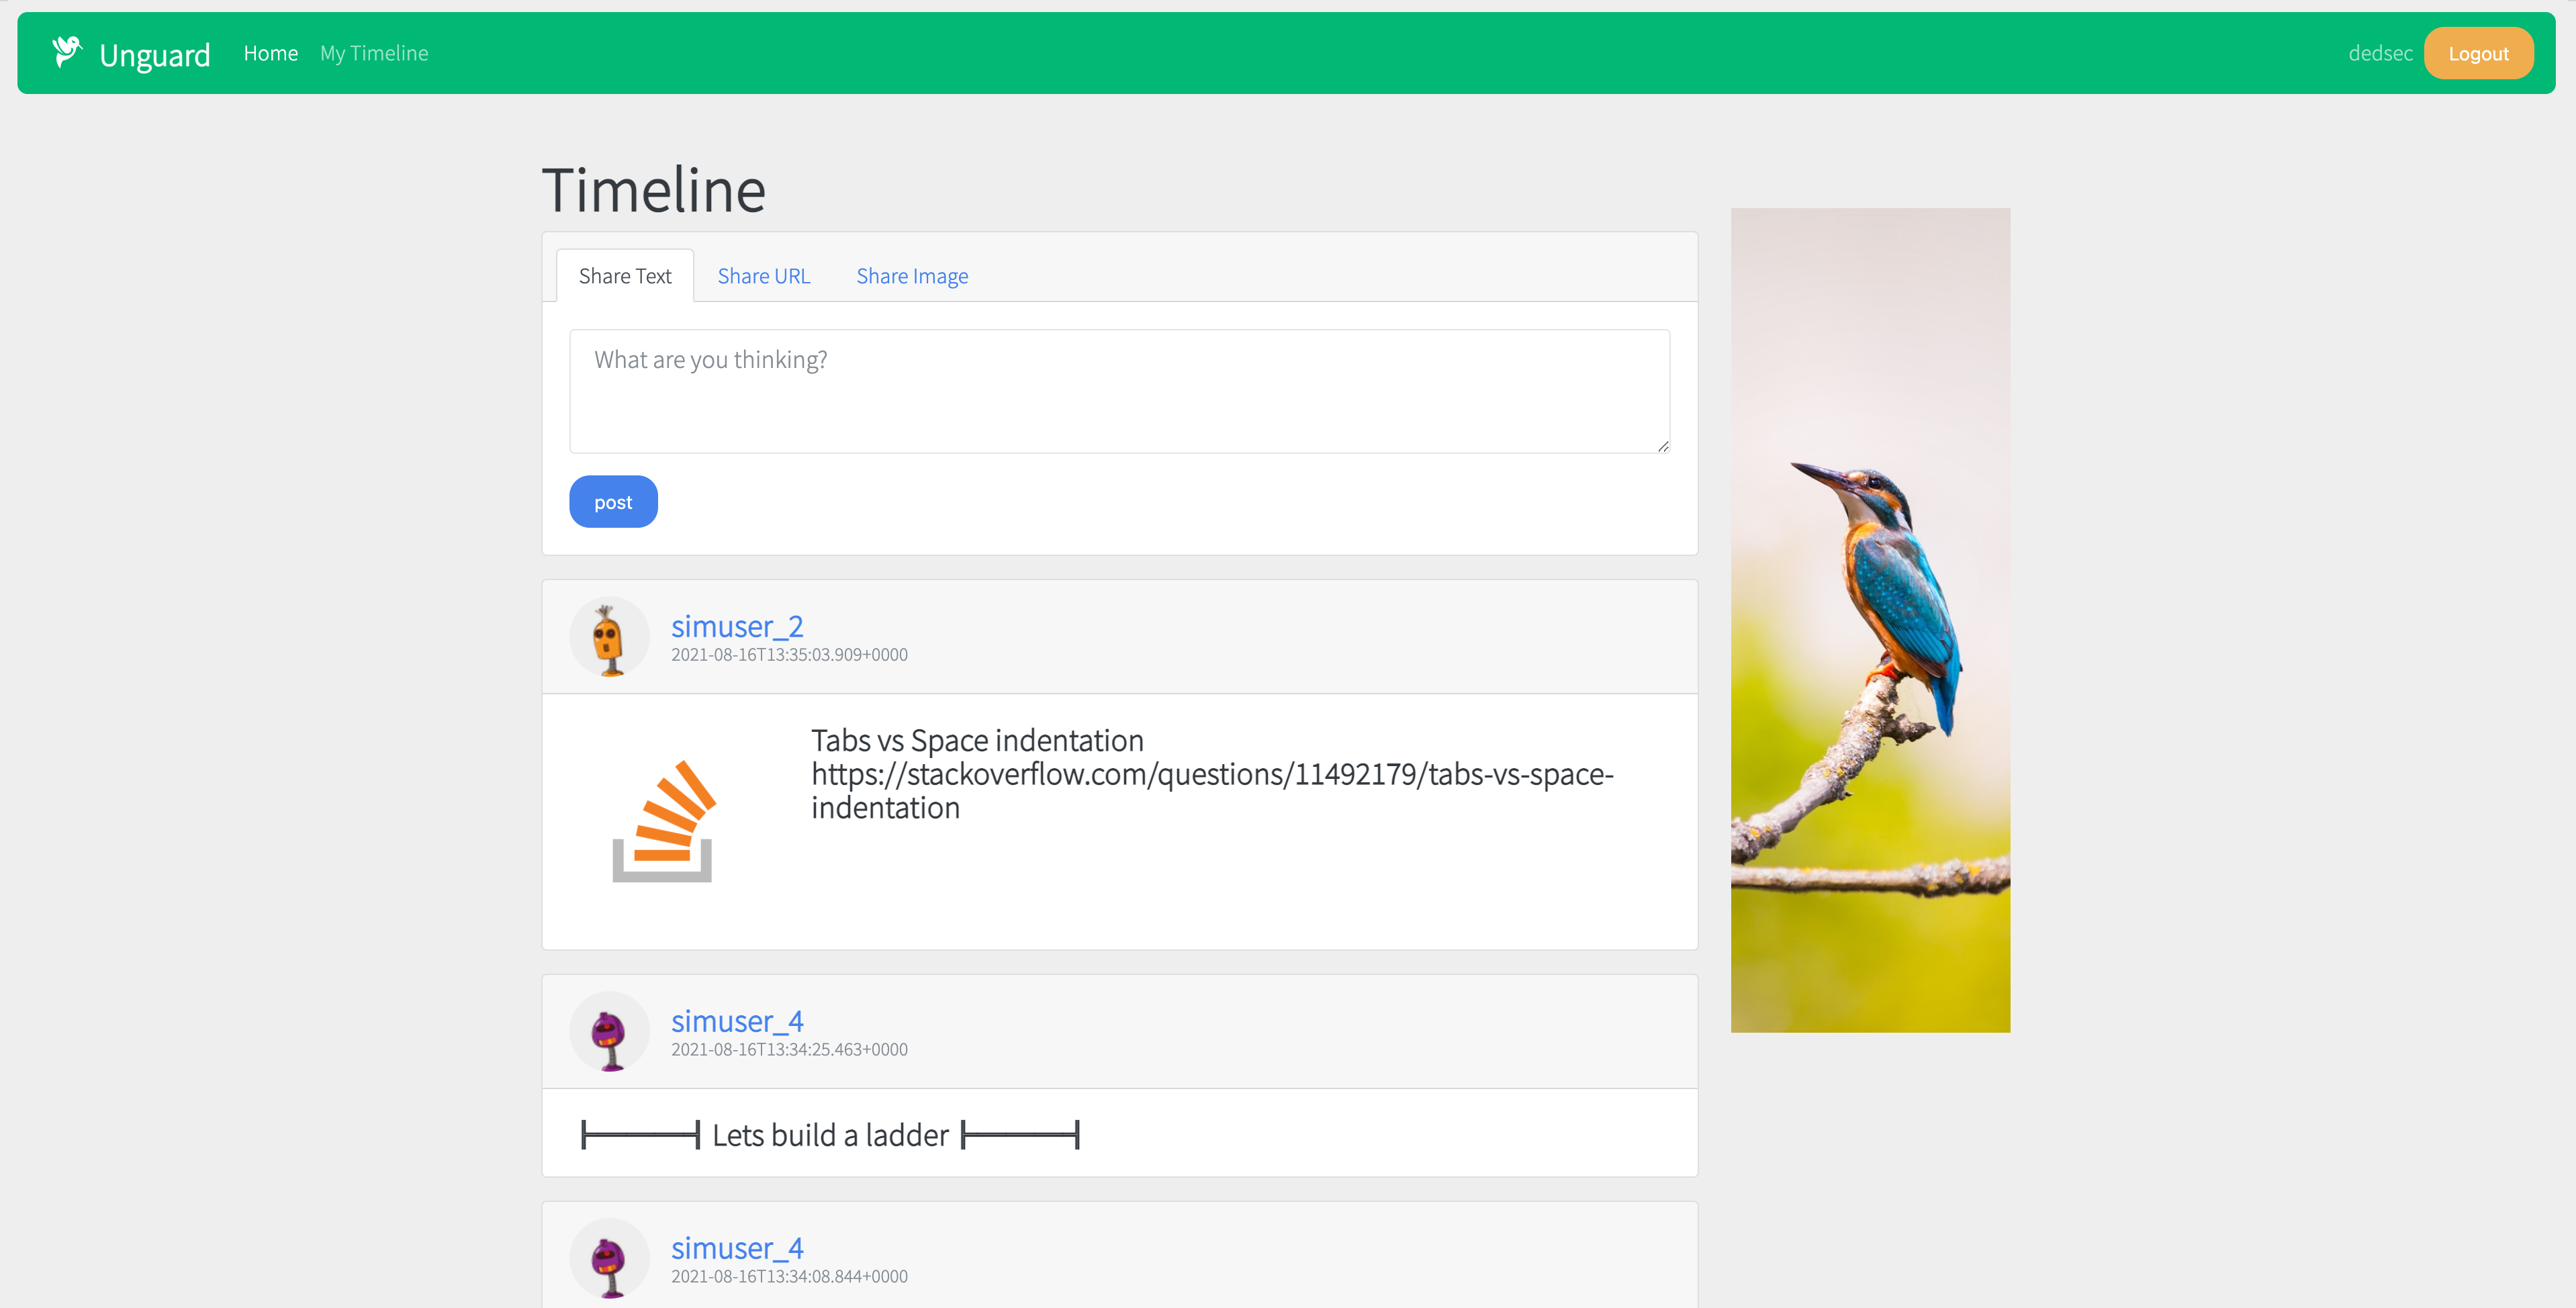 Unguard
Home
My Timeline
dedsec
Logout
Timeline
Share Text
Share URL
Share Image
What are you thinking?
post
simuser_2
2021-08-16T13:35:03.909+0000
Tabs vs Space indentation
https://stackoverflow.com/questions/11492179/tabs-vs-space-
indentation
simuser_4
2021-08-16T13:34:25.463+0000
╞═════╡ Lets build a ladder ╞═════╡
simuser_4
2021-08-16T13:34:08.844+0000